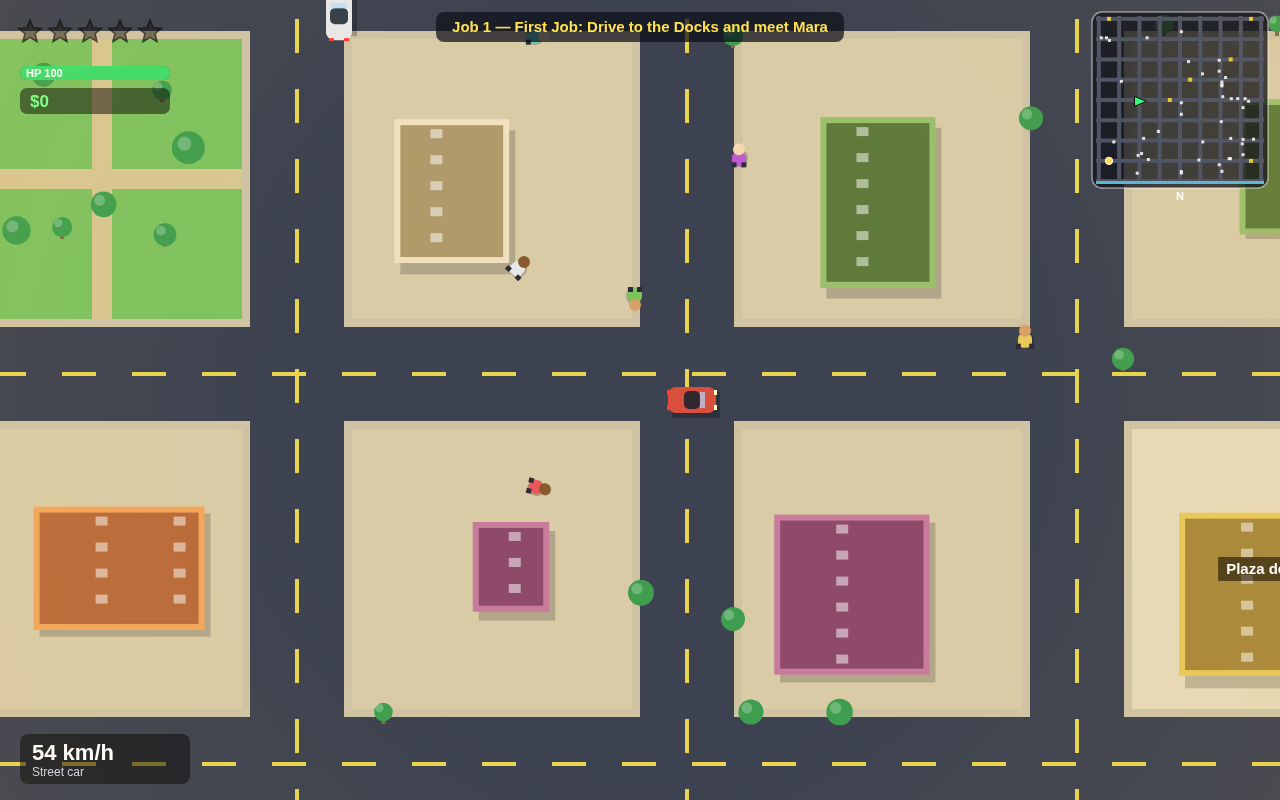 Job 1 — First Job: Drive to the Docks and meet Mara
HP 100
$0
N
Plaza
54 km/h
Street car